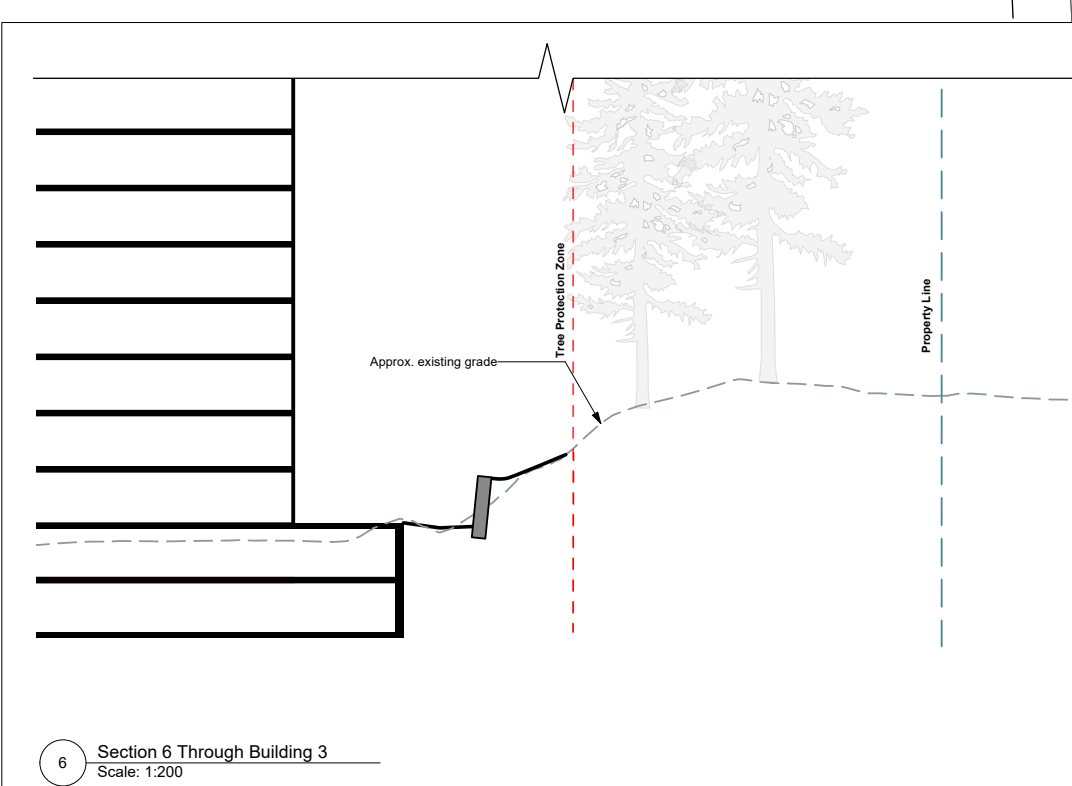 Tree Protection Zone
Property Line
Approx. existing grade
6
Section 6 Through Building 3
Scale: 1:200